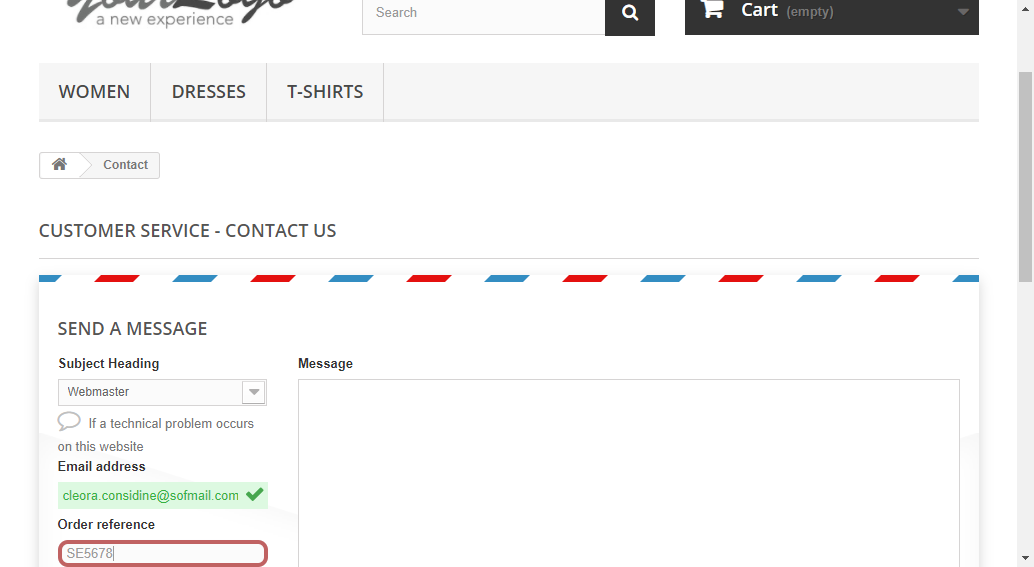 yourLogo
a new experience
Search
Cart (empty)
WOMEN
DRESSES
T-SHIRTS
Contact
CUSTOMER SERVICE - CONTACT US
SEND A MESSAGE
Subject Heading
Message
Webmaster
If a technical problem occurs
on this website
Email address
cleora.considine@sofmail.com
Order reference
SE5678